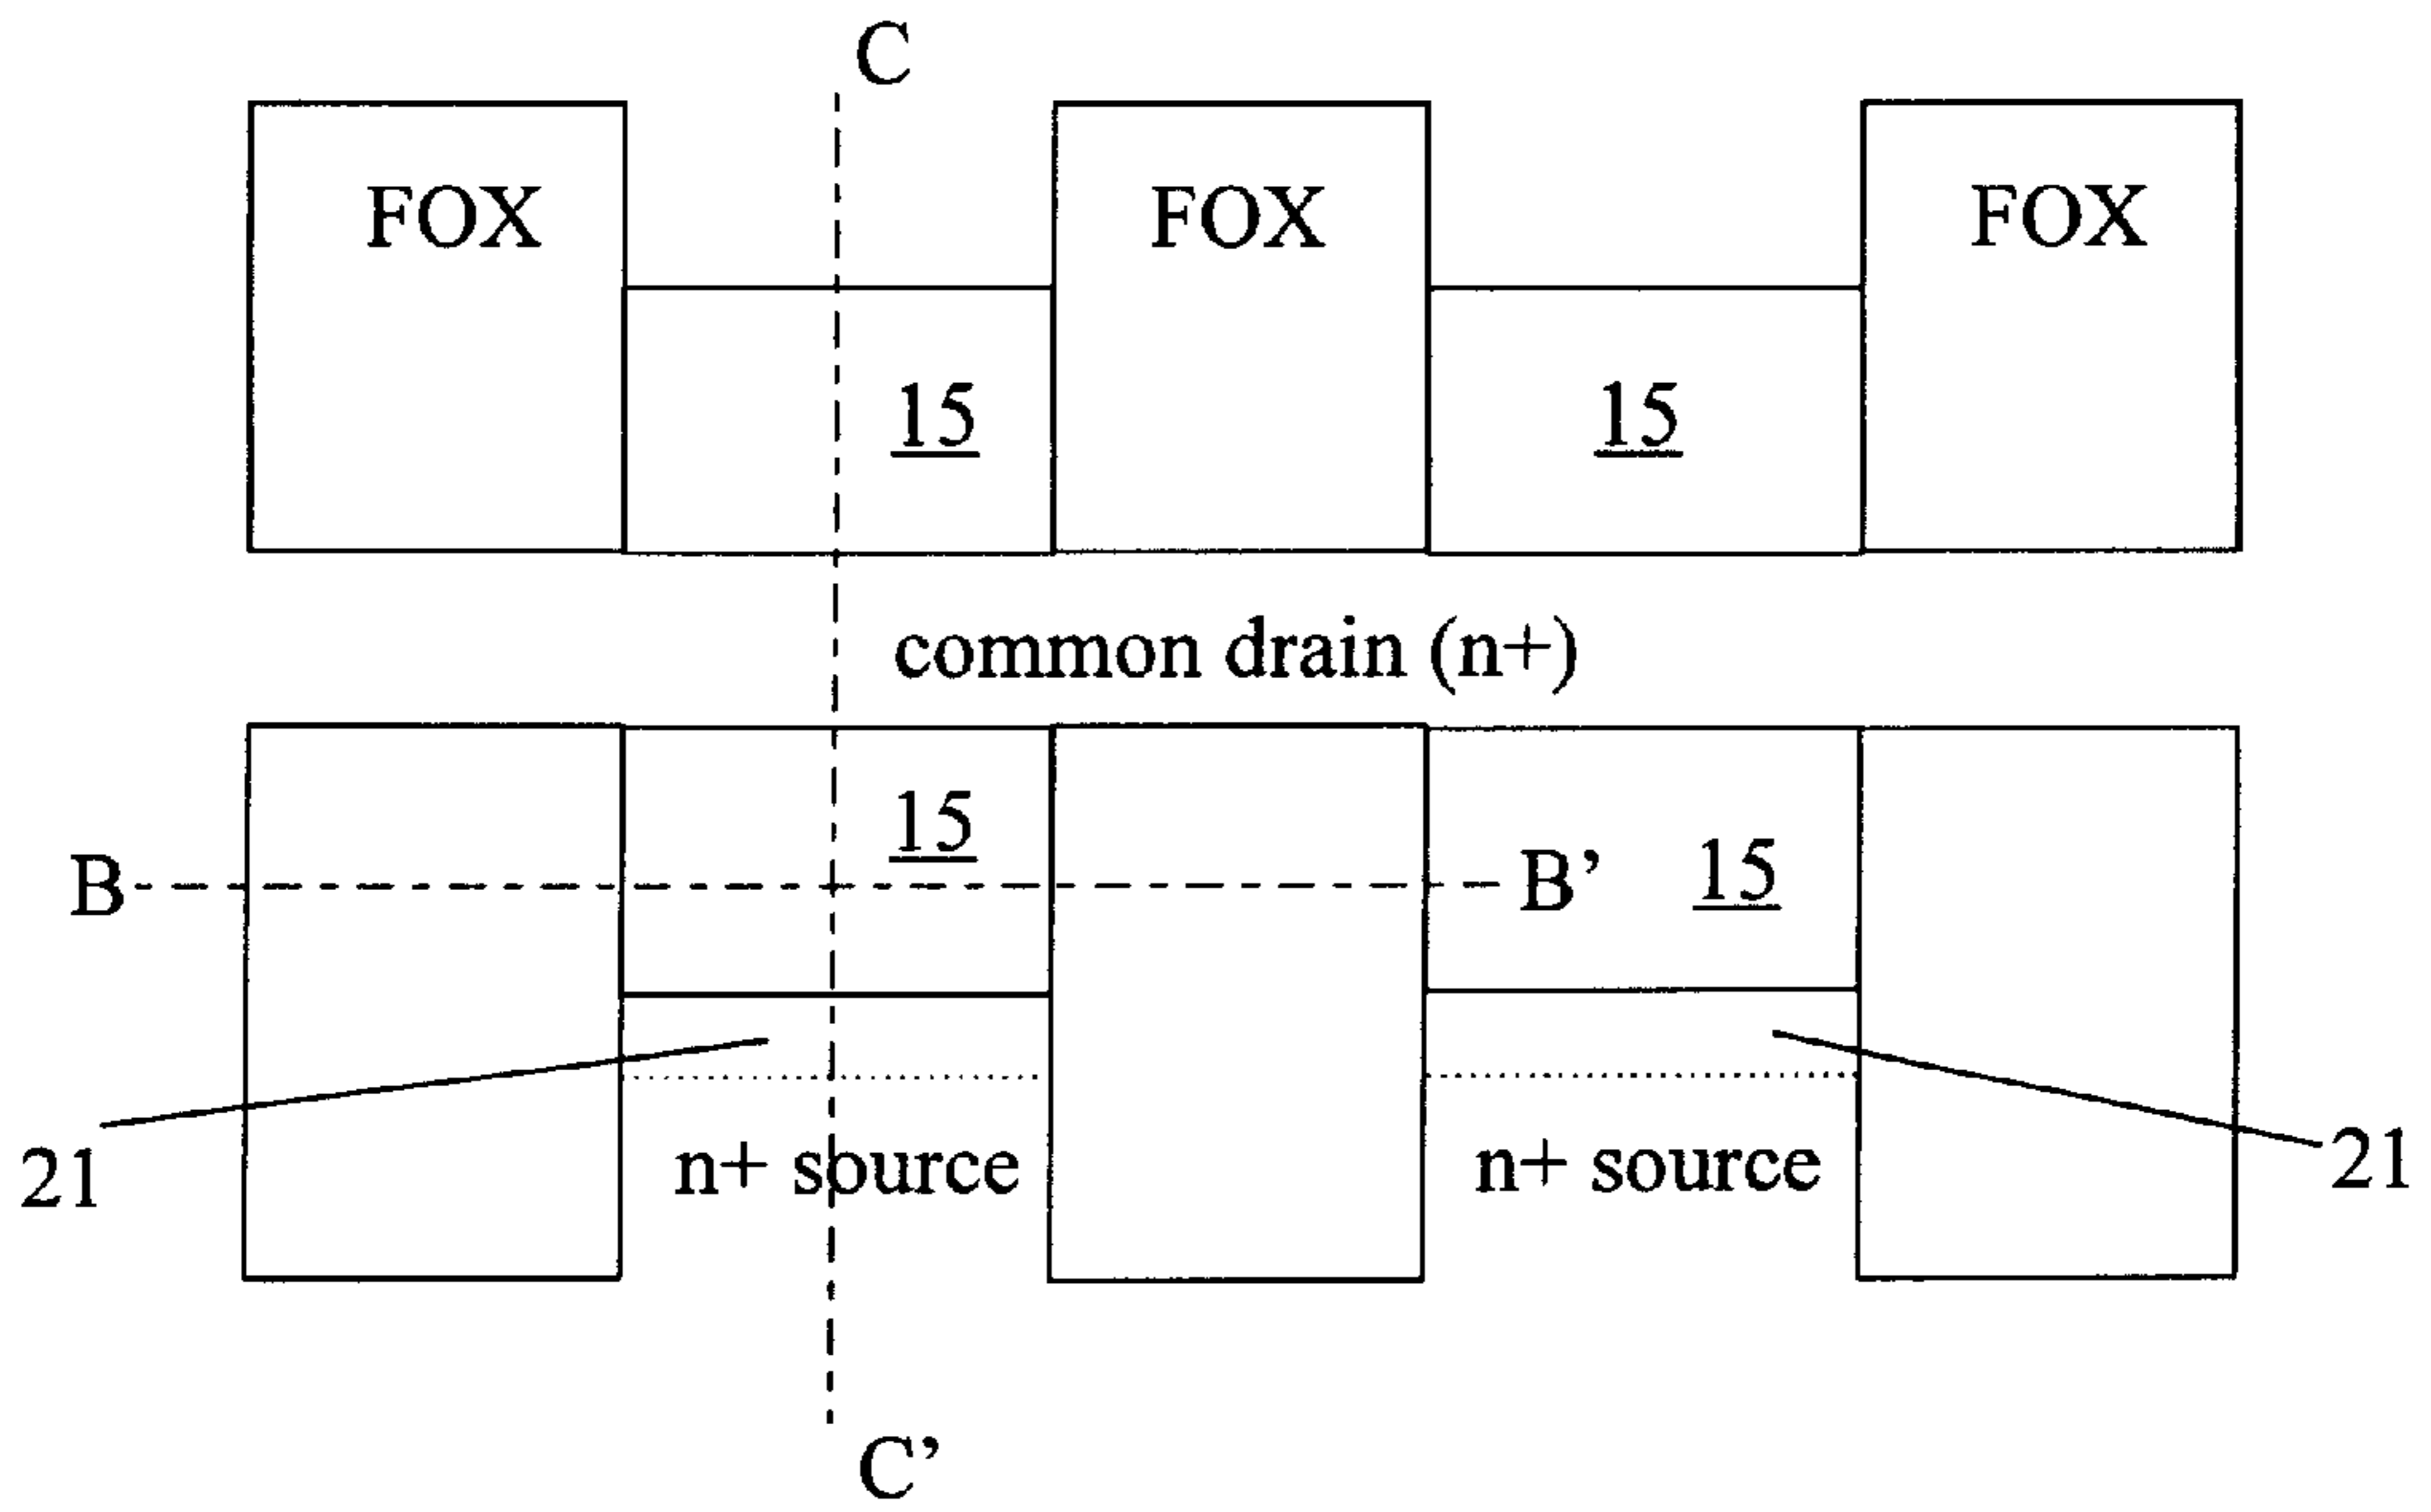 C
FOX FOX FOX
15 15
common drain (n+)
15
B B’ 15
21 n+ source n+ source 21
C’